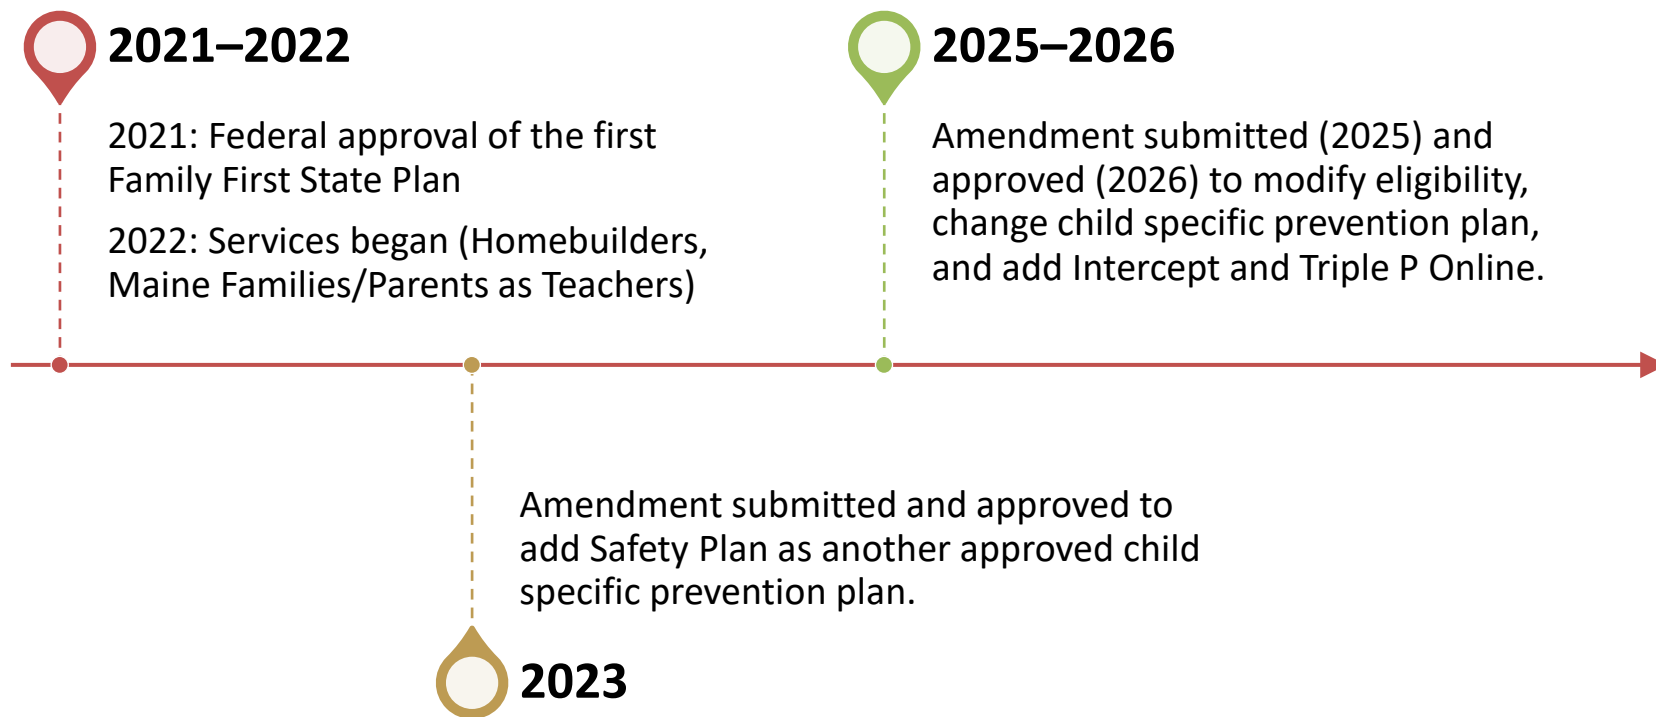 2021–2022
2021: Federal approval of the first
Family First State Plan
2022: Services began (Homebuilders,
Maine Families/Parents as Teachers)
2025–2026
Amendment submitted (2025) and
approved (2026) to modify eligibility,
change child specific prevention plan,
and add Intercept and Triple P Online.
Amendment submitted and approved to
add Safety Plan as another approved child
specific prevention plan.
2023